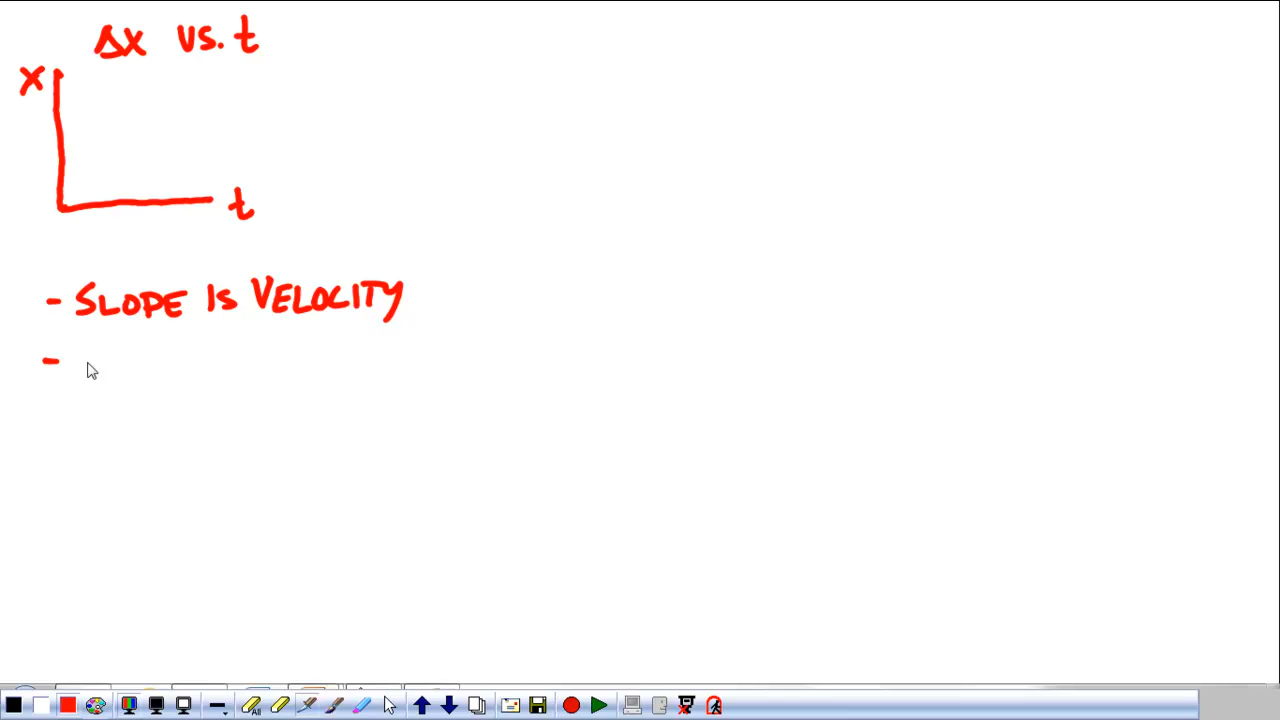 Δx vs. t
x
t
- SLOPE IS VELOCITY
-